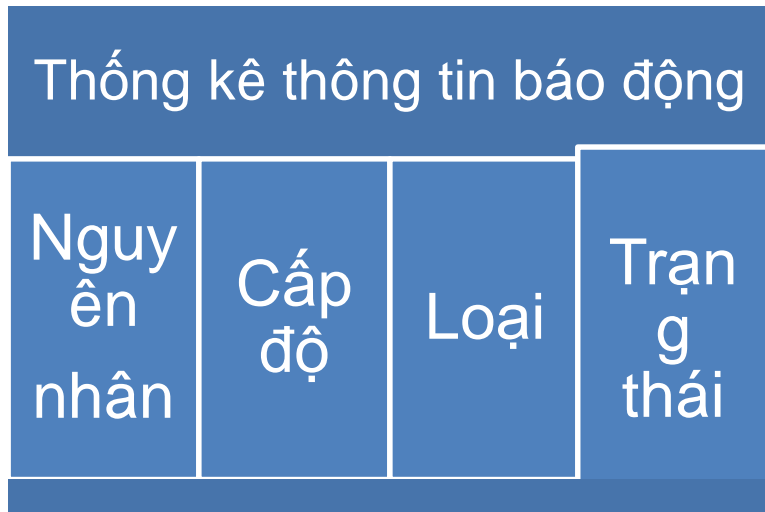 Thống kê thông tin báo động
Nguy
ên
nhân
Cấp
độ
Loại
Trạn
g
thái